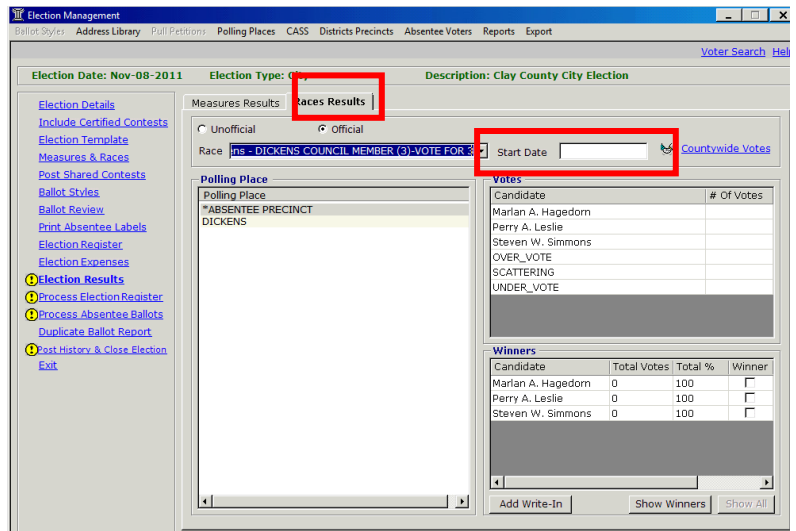 Election Management
Ballot Styles Address Library Pull Petitions Polling Places CASS Districts Precincts Absentee Voters Reports Export
Voter Search Help
Election Date: Nov-08-2011 Election Type: City Description: Clay County City Election
Election Details
Include Certified Contests
Election Template
Measures & Races
Post Shared Contests
Ballot Styles
Ballot Review
Print Absentee Labels
Election Register
Election Expenses
Election Results
Process Election Register
Process Absentee Ballots
Duplicate Ballot Report
Post History & Close Election
Exit
Measures Results Races Results
Unofficial Official
Race ens - DICKENS COUNCIL MEMBER (3)-VOTE FOR 3 Start Date Countywide Votes
Polling Place
Polling Place
*ABSENTEE PRECINCT
DICKENS
Votes
Candidate # Of Votes
Marlan A. Hagedorn
Perry A. Leslie
Steven W. Simmons
OVER_VOTE
SCATTERING
UNDER_VOTE
Winners
Candidate Total Votes Total % Winner
Marlan A. Hagedorn 0 100
Perry A. Leslie 0 100
Steven W. Simmons 0 100
Add Write-In Show Winners Show All